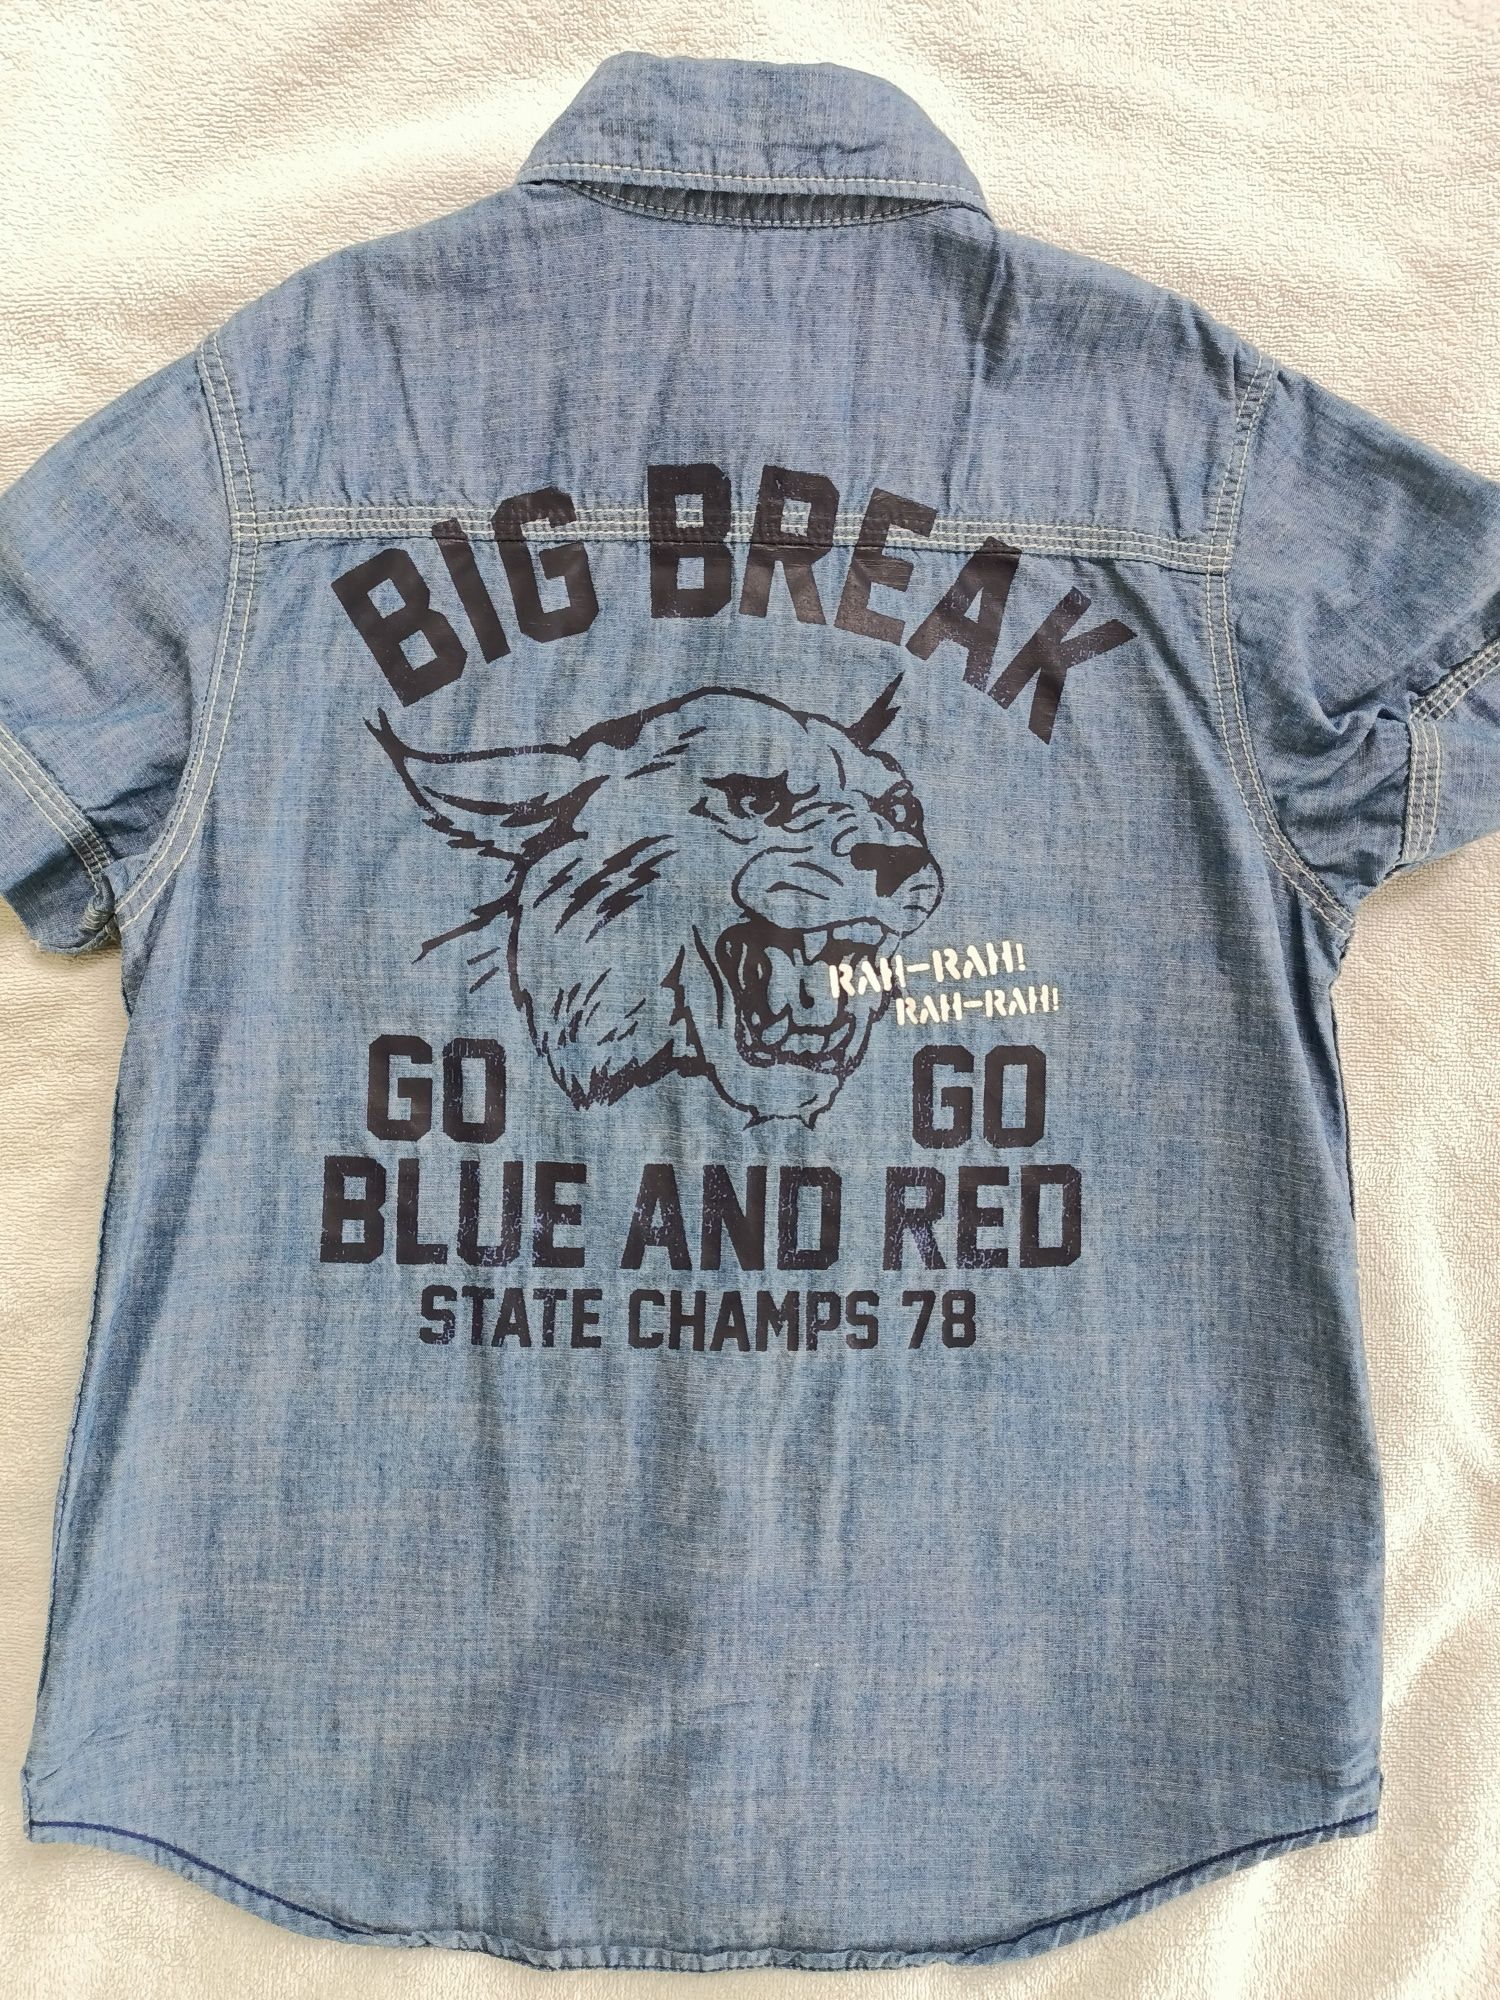 BIG BREAK
RAH-RAH!
RAH-RAH!
GO GO
BLUE AND RED
STATE CHAMPS 78